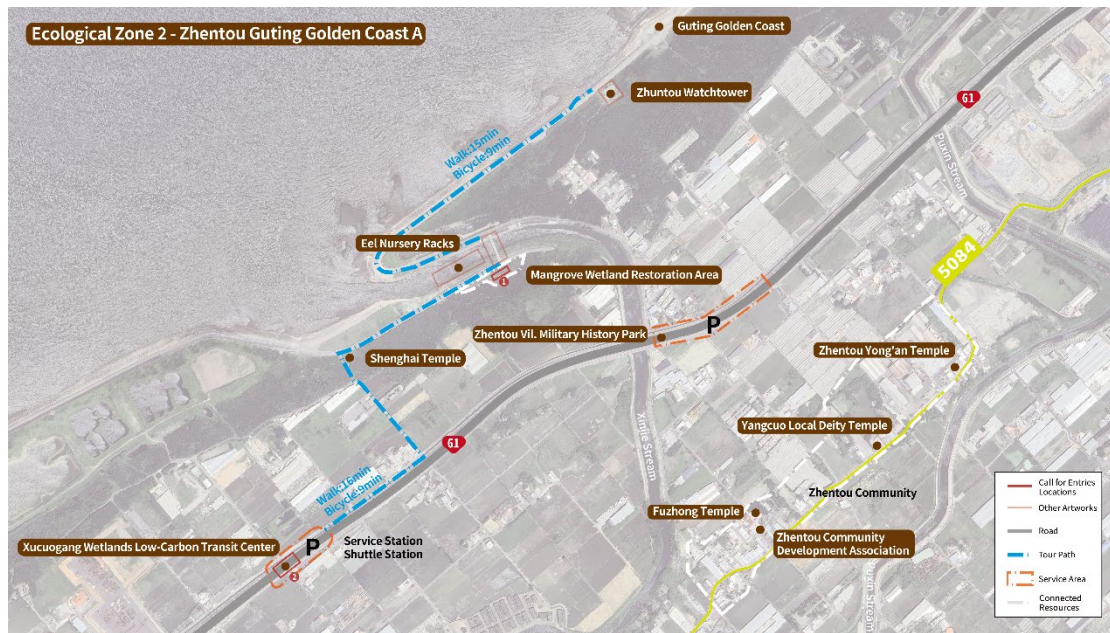 Ecological Zone 2 - Zhentou Guting Golden Coast A
Guting Golden Coast
Zhuntou Watchtower
61
Puxin Stream
Walk:15min
Bicycle:9min
Eel Nursery Racks
Mangrove Wetland Restoration Area
1
5084
Zhentou Vil. Military History Park
P
Shenghai Temple
Zhentou Yong'an Temple
Xinjie Stream
Yangcuo Local Deity Temple
61
Walk:16min
Bicycle:9min
Zhentou Community
Fuzhong Temple
Zhentou Community
Development Association
Xucuogang Wetlands Low-Carbon Transit Center
P
Service Station
Shuttle Station
2
Puxin Stream
Call for Entries
Locations
Other Artworks
Road
Tour Path
Service Area
Connected
Resources